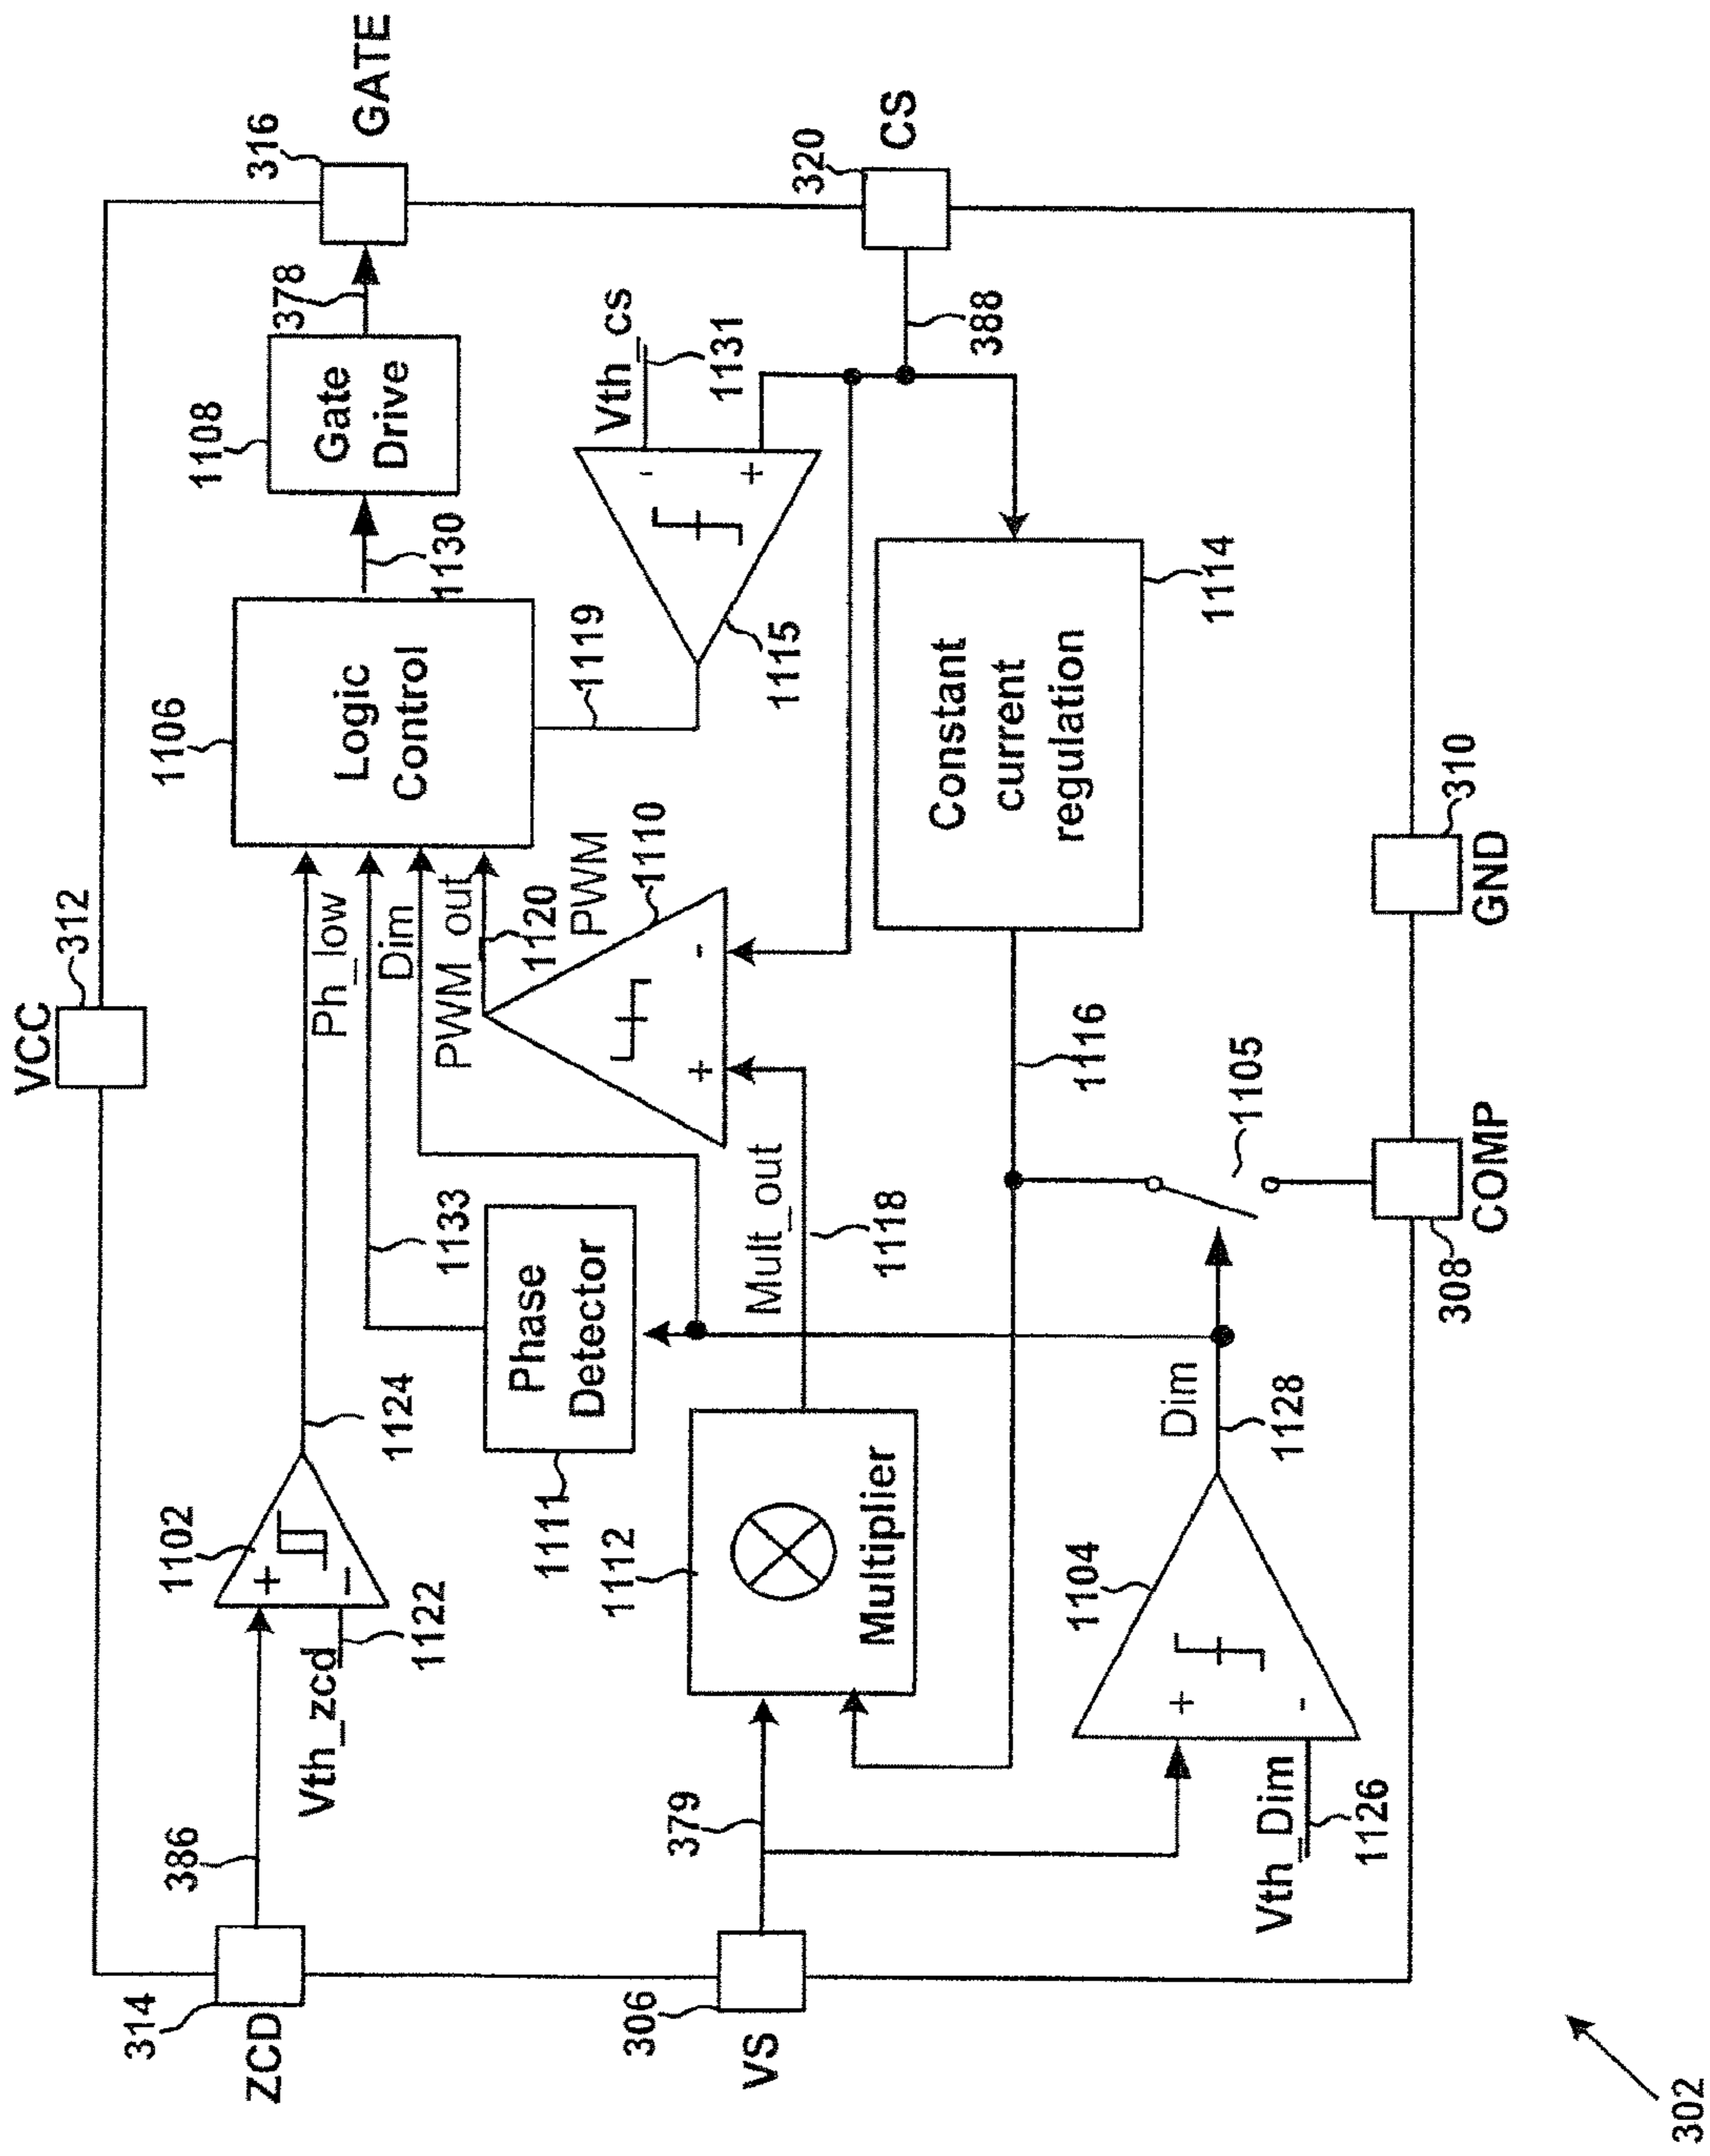 VCC
312
314
ZCD
386
1102
+
-
Vth_zcd
1122
1124
Ph_low
1133
Dim
PWM_out
1120
PWM
1110
+
-
1106
Logic
Control
1130
1108
Gate
Drive
378
316
GATE
1119
1115
-
+
Vth_cs
1131
320
CS
388
Phase
Detector
1111
Mult_out
1118
1112
Multiplier
306
VS
379
Constant
current
regulation
1114
1116
1104
+
-
Vth_Dim
1126
Dim
1128
1105
308
COMP
310
GND
302